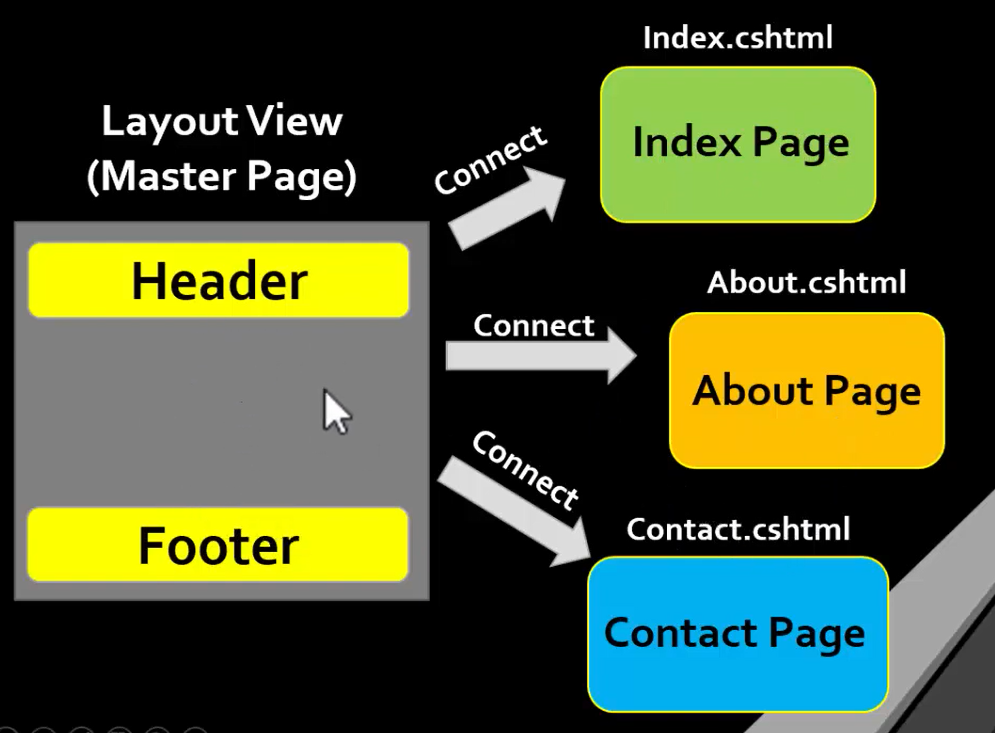 Layout View
(Master Page)
Header
Footer
Connect
Index.cshtml
Index Page
Connect
About.cshtml
About Page
Connect
Contact.cshtml
Contact Page